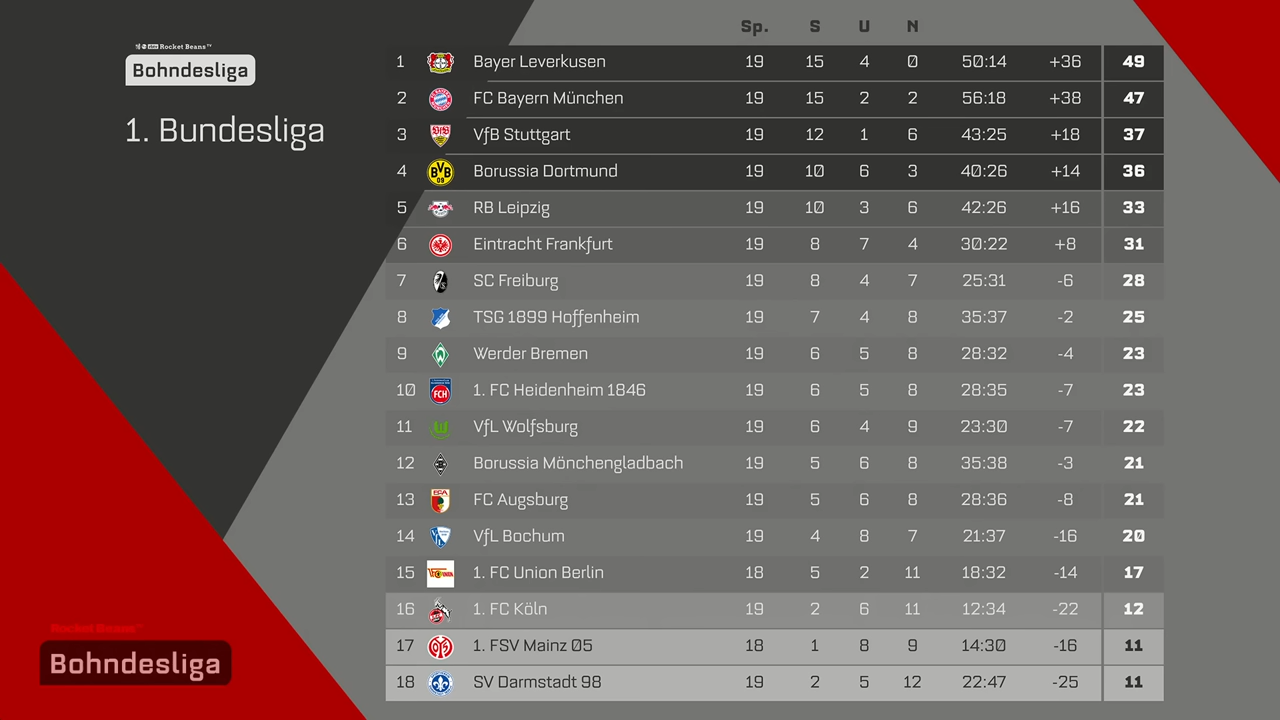 Rocket Beans TV
Bohndesliga
1. Bundesliga
Sp. S U N
1 Bayer Leverkusen 19 15 4 0 50:14 +36 49
2 FC Bayern München 19 15 2 2 56:18 +38 47
3 VfB Stuttgart 19 12 1 6 43:25 +18 37
4 Borussia Dortmund 19 10 6 3 40:26 +14 36
5 RB Leipzig 19 10 3 6 42:26 +16 33
6 Eintracht Frankfurt 19 8 7 4 30:22 +8 31
7 SC Freiburg 19 8 4 7 25:31 -6 28
8 TSG 1899 Hoffenheim 19 7 4 8 35:37 -2 25
9 Werder Bremen 19 6 5 8 28:32 -4 23
10 1. FC Heidenheim 1846 19 6 5 8 28:35 -7 23
11 VfL Wolfsburg 19 6 4 9 23:30 -7 22
12 Borussia Mönchengladbach 19 5 6 8 35:38 -3 21
13 FC Augsburg 19 5 6 8 28:36 -8 21
14 VfL Bochum 19 4 8 7 21:37 -16 20
15 1. FC Union Berlin 18 5 2 11 18:32 -14 17
16 1. FC Köln 19 2 6 11 12:34 -22 12
17 1. FSV Mainz 05 18 1 8 9 14:30 -16 11
18 SV Darmstadt 98 19 2 5 12 22:47 -25 11
Rocket Beans TV
Bohndesliga